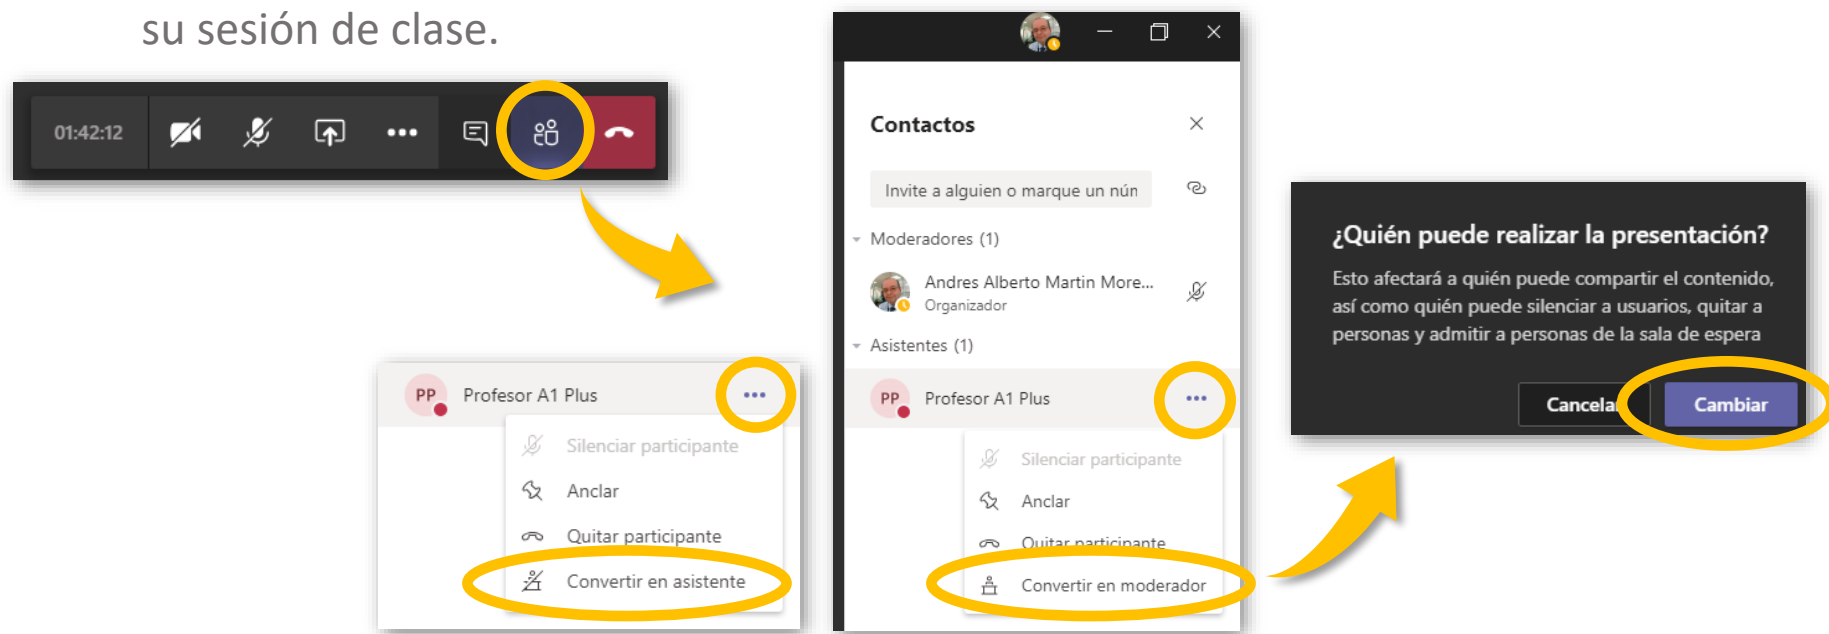 su sesión de clase.
01:42:12
Contactos
Invite a alguien o marque un nún
Moderadores (1)
Andres Alberto Martin More...
Organizador
Asistentes (1)
PP Profesor A1 Plus
Silenciar participante
Anclar
Quitar participante
Convertir en moderador
PP Profesor A1 Plus
Silenciar participante
Anclar
Quitar participante
Convertir en asistente
¿Quién puede realizar la presentación?
Esto afectará a quién puede compartir el contenido,
así como quién puede silenciar a usuarios, quitar a
personas y admitir a personas de la sala de espera
Cancelar Cambiar